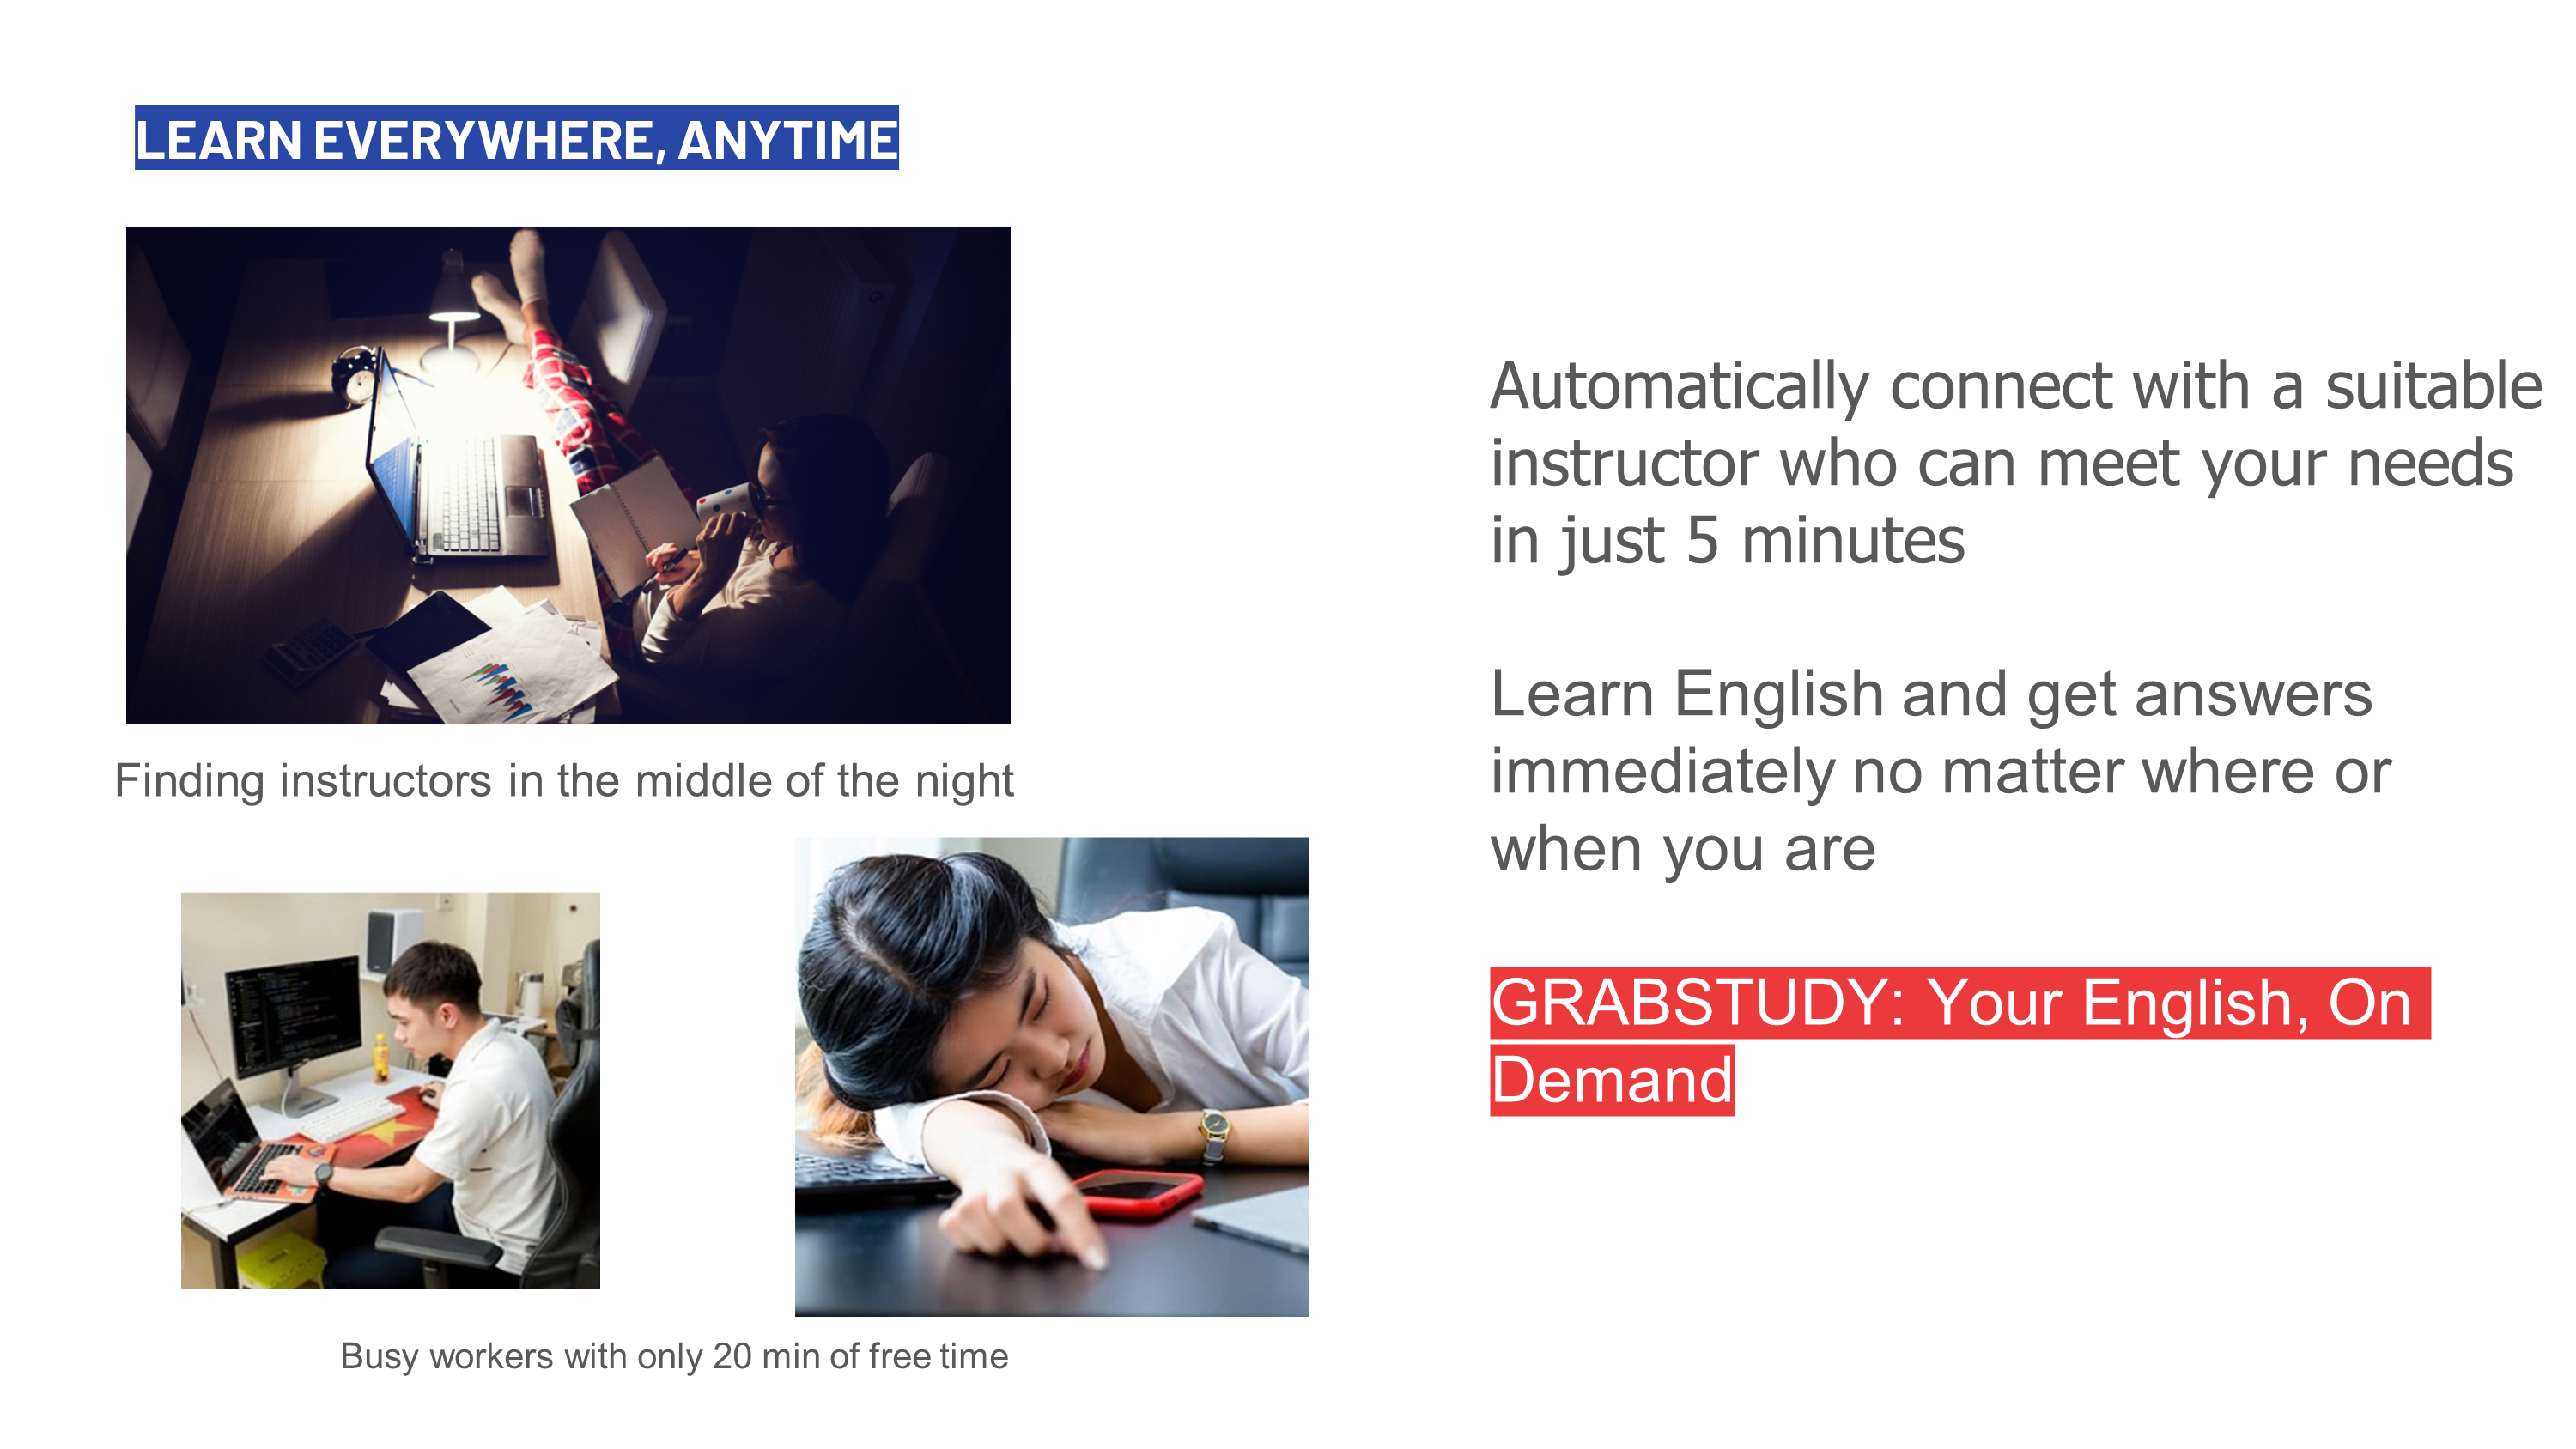 LEARN EVERYWHERE, ANYTIME
Finding instructors in the middle of the night
Busy workers with only 20 min of free time
Automatically connect with a suitable
instructor who can meet your needs
in just 5 minutes
Learn English and get answers
immediately no matter where or
when you are
GRABSTUDY: Your English, On
Demand